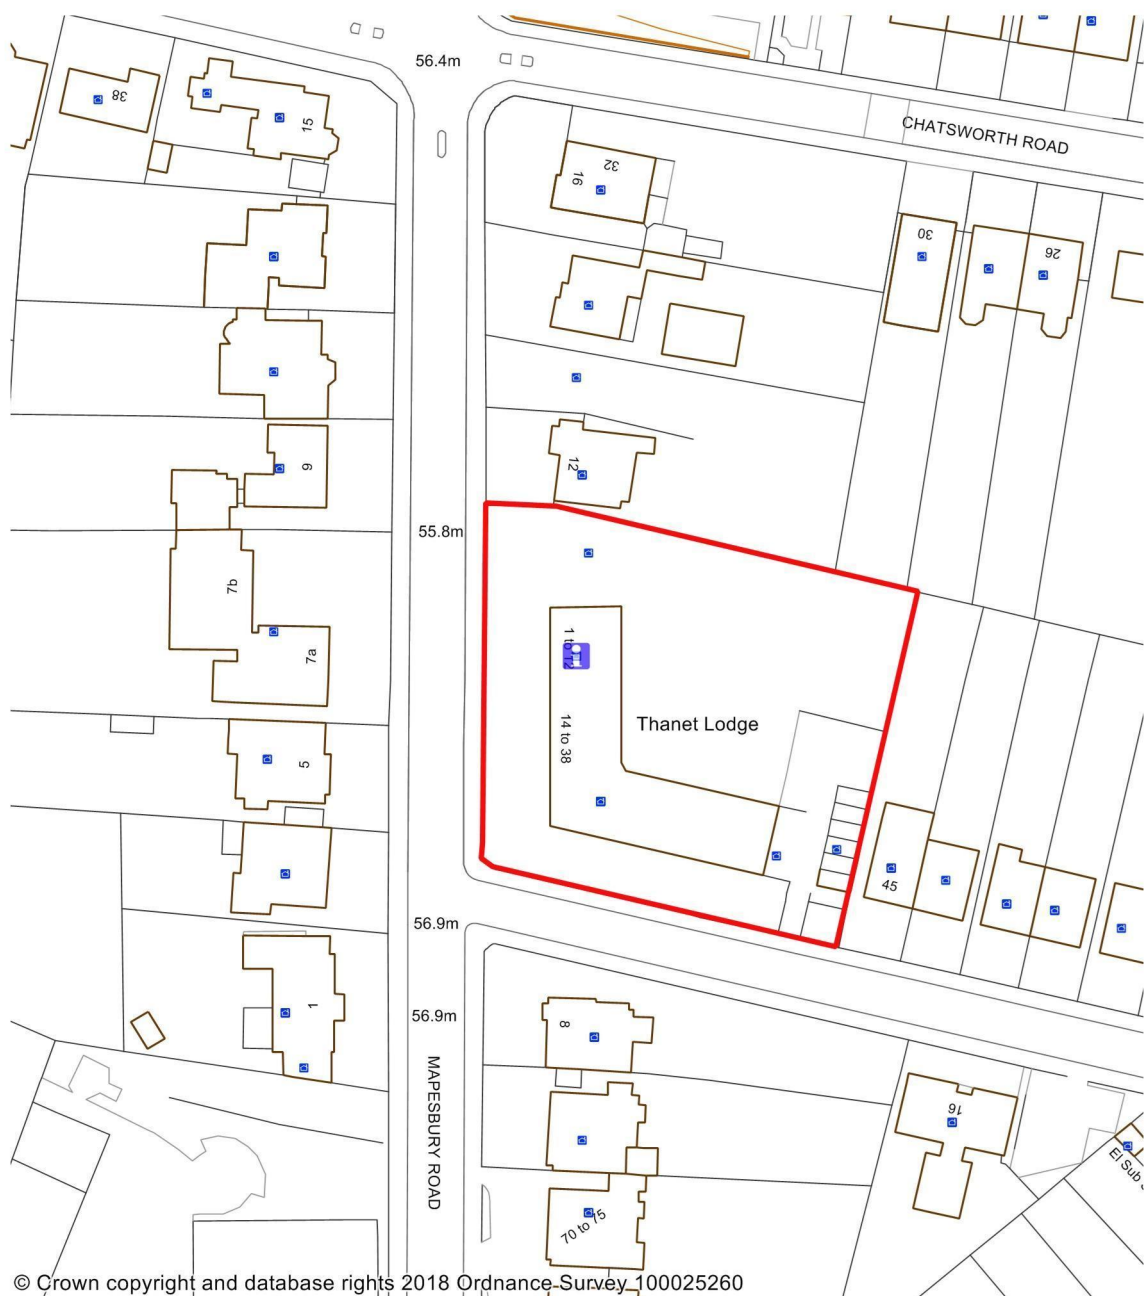 56.4m
CHATSWORTH ROAD
38
15
32
16
30
26
9
12
55.8m
7b
7a
1 to
14 to 38
Thanet Lodge
5
45
56.9m
1
56.9m
8
MAPESBURY ROAD
16
El Sub
70 to 75
© Crown copyright and database rights 2018 Ordnance Survey 100025260